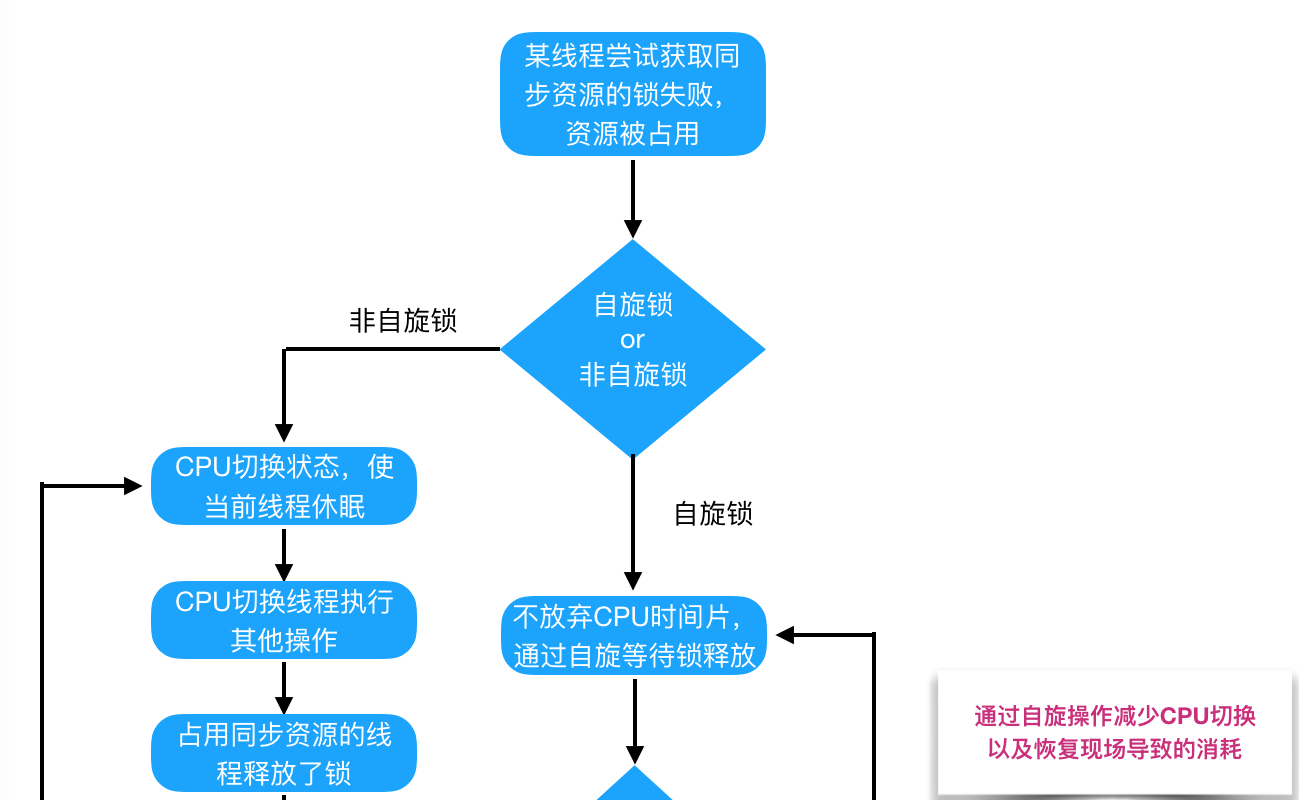 某线程尝试获取同
步资源的锁失败，
资源被占用
自旋锁
or
非自旋锁
非自旋锁
CPU切换状态，使
当前线程休眠
自旋锁
CPU切换线程执行
其他操作
不放弃CPU时间片，
通过自旋等待锁释放
占用同步资源的线
程释放了锁
通过自旋操作减少CPU切换
以及恢复现场导致的消耗